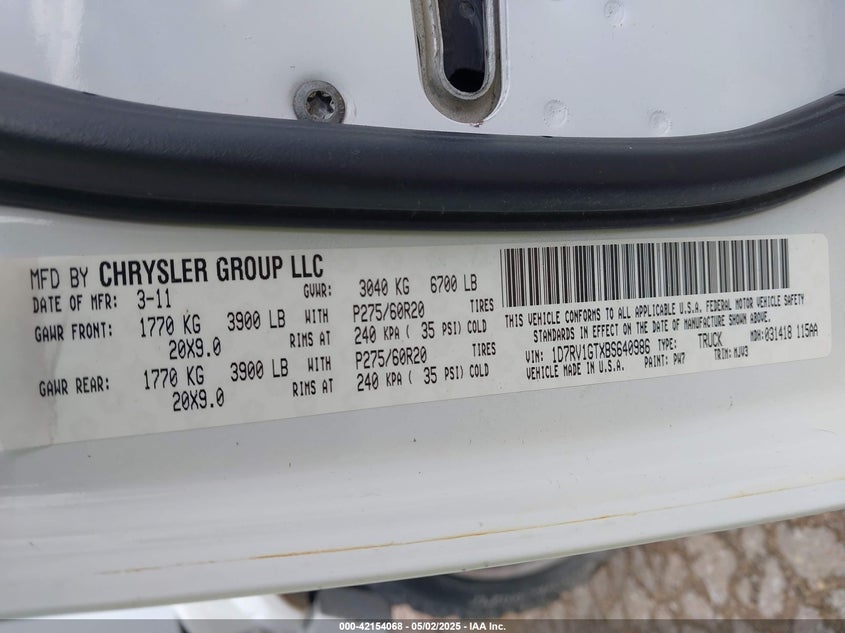 MFD BY CHRYSLER GROUP LLC
DATE OF MFR: 3-11 GVWR: 3040 KG 6700 LB
GAWR FRONT: 1770 KG 3900 LB WITH P275/60R20 TIRES
20X9.0 RIMS AT 240 KPA ( 35 PSI) COLD
GAWR REAR: 1770 KG 3900 LB WITH P275/60R20 TIRES
20X9.0 RIMS AT 240 KPA ( 35 PSI) COLD
THIS VEHICLE CONFORMS TO ALL APPLICABLE U.S.A. FEDERAL MOTOR VEHICLE SAFETY
STANDARDS IN EFFECT ON THE DATE OF MANUFACTURE SHOWN ABOVE.
VIN: 1D7RV1GTXBS640986 TYPE: TRUCK MDH: 031418 115AA
VEHICLE MADE IN U.S.A. PAINT: PW7 TRIM: MJV3
000-42154068 - 05/02/2025 - IAA Inc.